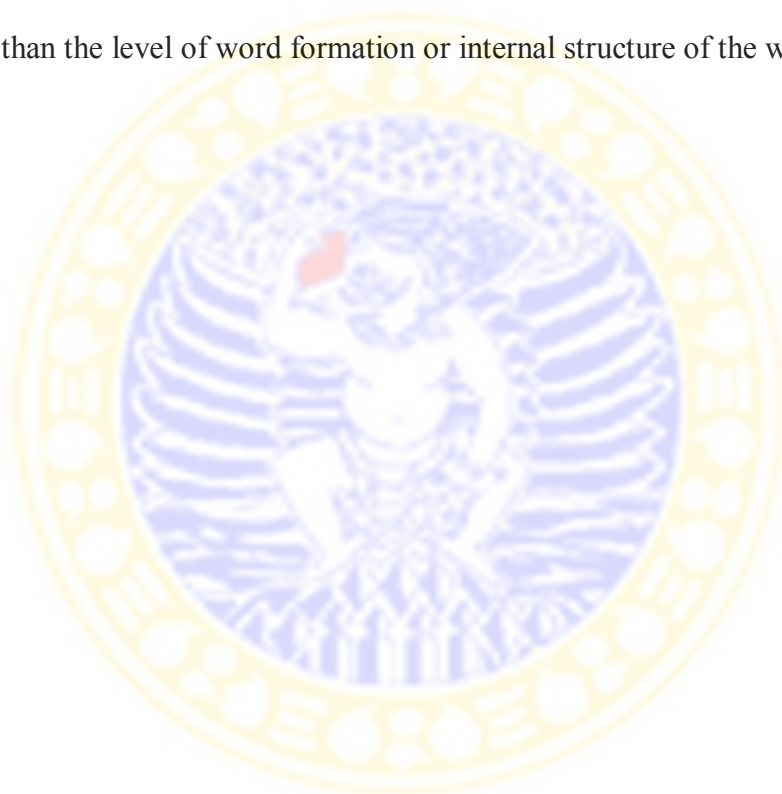 than the level of word formation or internal structure of the w